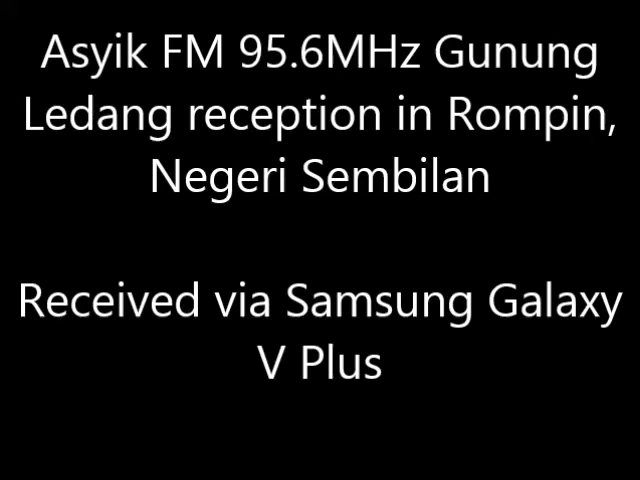 Asyik FM 95.6MHz Gunung
Ledang reception in Rompin,
Negeri Sembilan
Received via Samsung Galaxy
V Plus